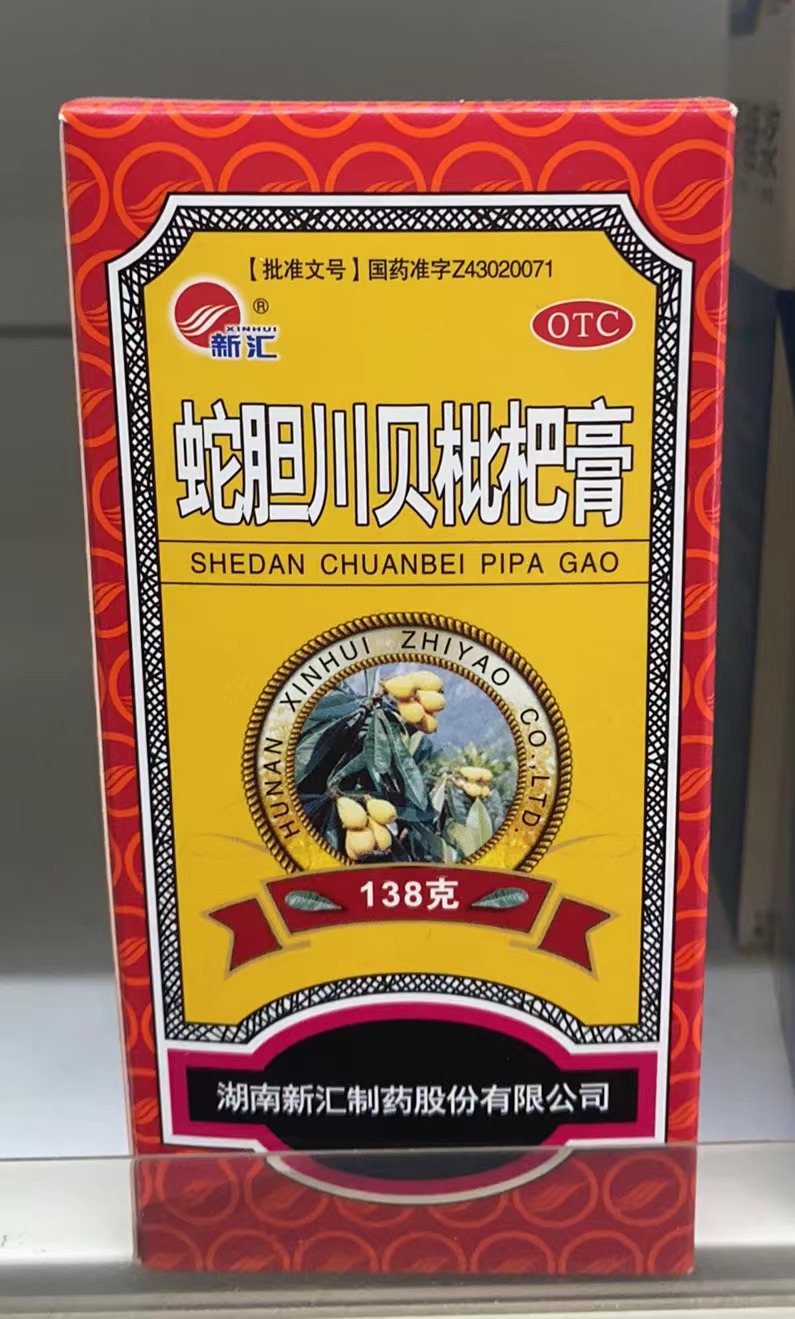 【批准文号】国药准字Z43020071
XINHUI
新汇
®
OTC
蛇胆川贝枇杷膏
SHEDAN CHUANBEI PIPA GAO
HUNAN XINHUI ZHIYAO CO.,LTD.
138克
湖南新汇制药股份有限公司